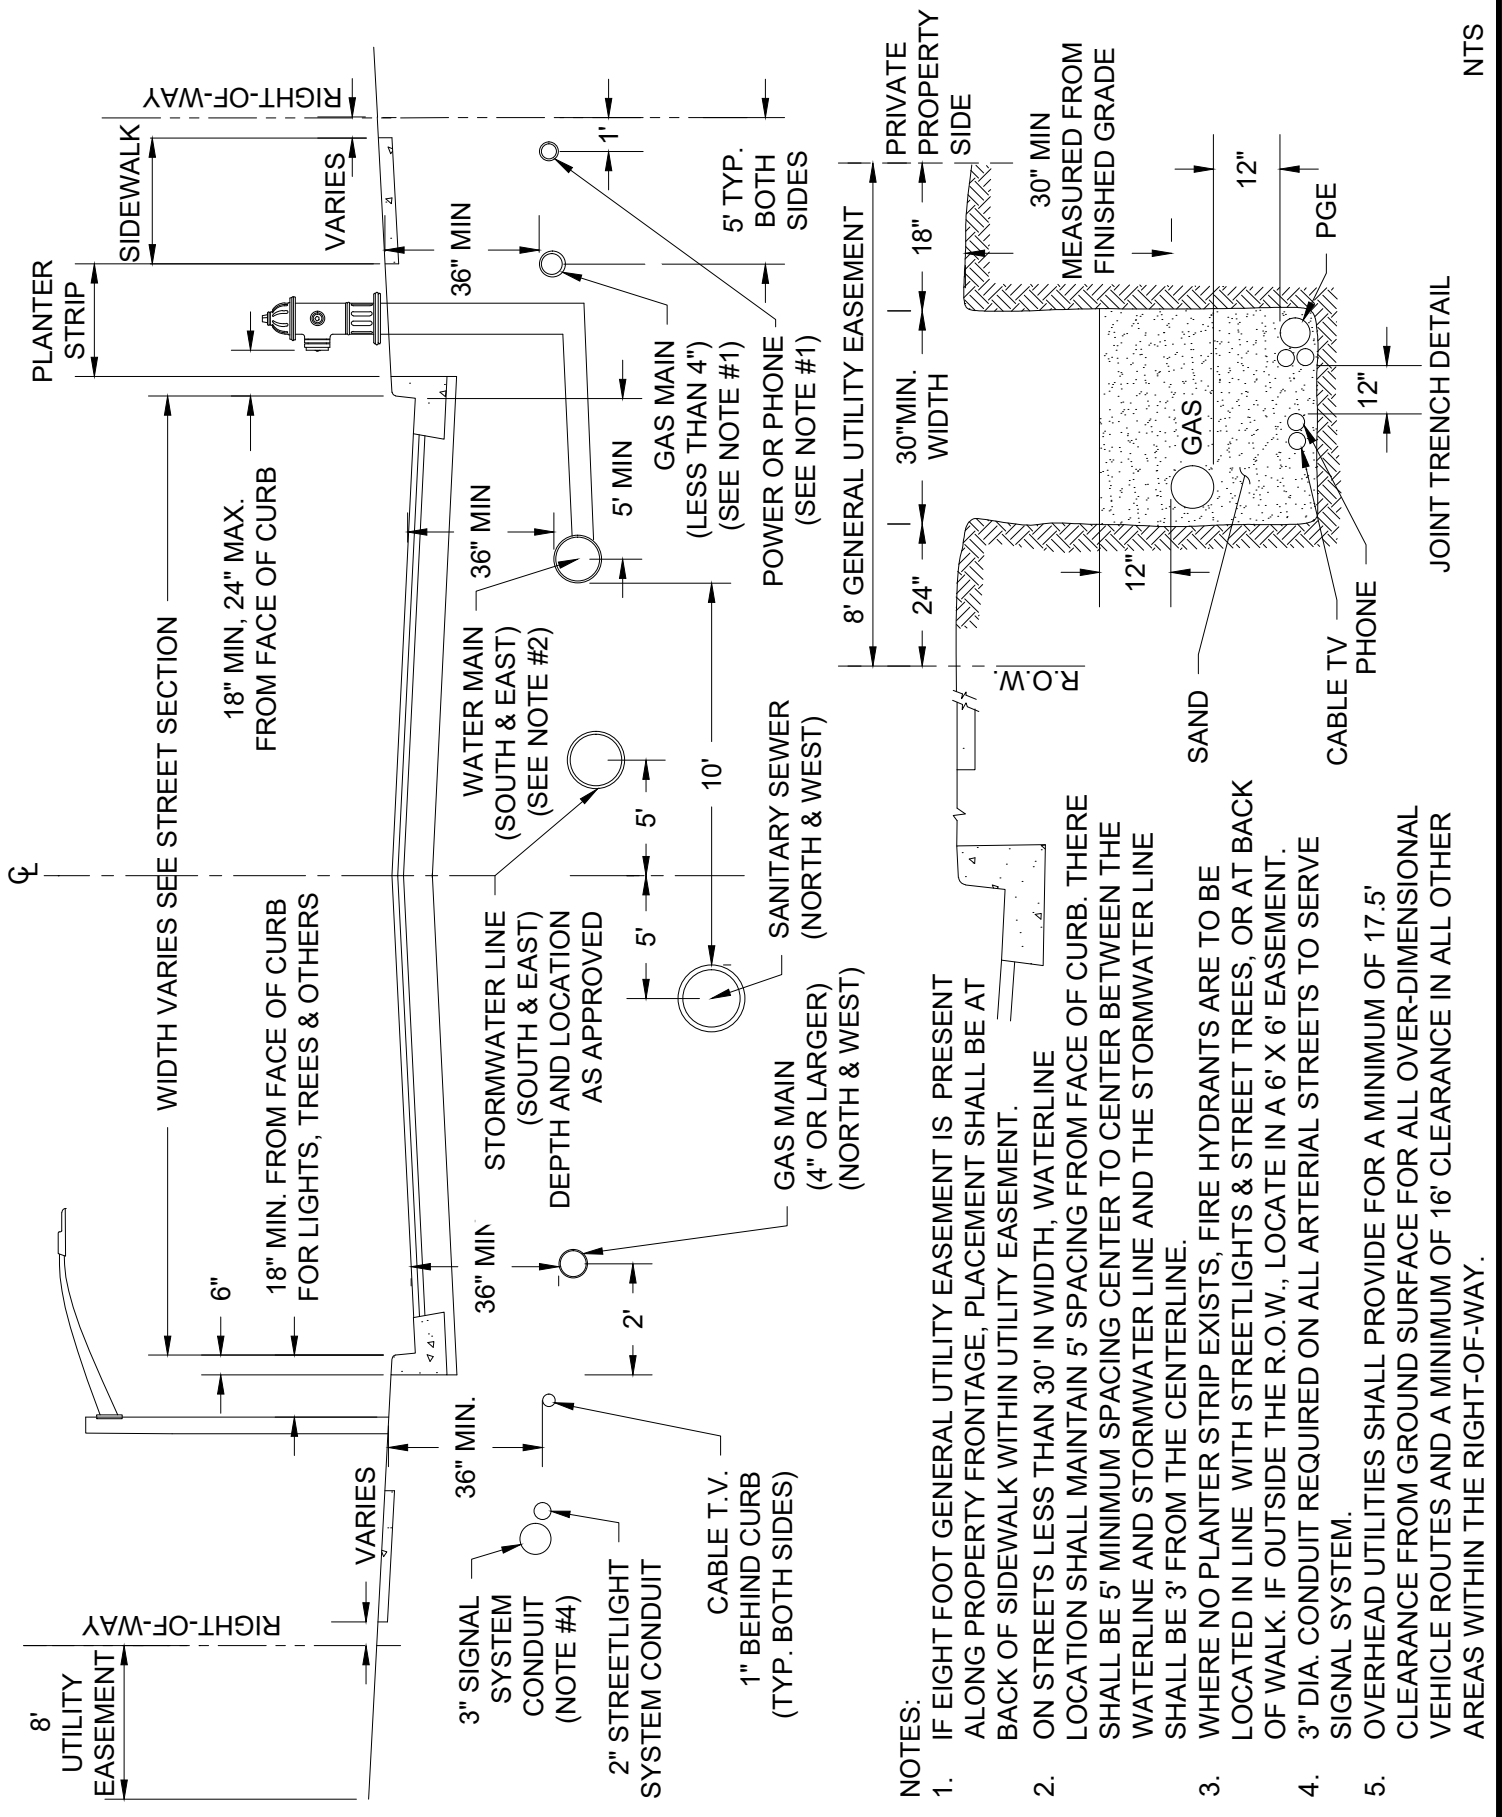 8'
UTILITY
EASEMENT
RIGHT-OF-WAY
VARIES
6"
18" MIN. FROM FACE OF CURB
FOR LIGHTS, TREES & OTHERS
WIDTH VARIES SEE STREET SECTION
℄
18" MIN, 24" MAX.
FROM FACE OF CURB
PLANTER
STRIP
SIDEWALK
VARIES
RIGHT-OF-WAY
3" SIGNAL
SYSTEM
CONDUIT
(NOTE #4)
2" STREETLIGHT
SYSTEM CONDUIT
36" MIN.
CABLE T.V.
1" BEHIND CURB
(TYP. BOTH SIDES)
36" MIN
2'
GAS MAIN
(4" OR LARGER)
(NORTH & WEST)
STORMWATER LINE
(SOUTH & EAST)
DEPTH AND LOCATION
AS APPROVED
5'
5'
SANITARY SEWER
(NORTH & WEST)
10'
WATER MAIN
(SOUTH & EAST)
(SEE NOTE #2)
36" MIN
5' MIN
GAS MAIN
(LESS THAN 4")
(SEE NOTE #1)
POWER OR PHONE
(SEE NOTE #1)
36" MIN
1'
5' TYP.
BOTH
SIDES
NOTES:
1. IF EIGHT FOOT GENERAL UTILITY EASEMENT IS PRESENT
ALONG PROPERTY FRONTAGE, PLACEMENT SHALL BE AT
BACK OF SIDEWALK WITHIN UTILITY EASEMENT.
2. ON STREETS LESS THAN 30' IN WIDTH, WATERLINE
LOCATION SHALL MAINTAIN 5' SPACING FROM FACE OF CURB. THERE
SHALL BE 5' MINIMUM SPACING CENTER TO CENTER BETWEEN THE
WATERLINE AND STORMWATER LINE AND THE STORMWATER LINE
SHALL BE 3' FROM THE CENTERLINE.
3. WHERE NO PLANTER STRIP EXISTS, FIRE HYDRANTS ARE TO BE
LOCATED IN LINE WITH STREETLIGHTS & STREET TREES, OR AT BACK
OF WALK. IF OUTSIDE THE R.O.W., LOCATE IN A 6' X 6' EASEMENT.
4. 3" DIA. CONDUIT REQUIRED ON ALL ARTERIAL STREETS TO SERVE
SIGNAL SYSTEM.
5. OVERHEAD UTILITIES SHALL PROVIDE FOR A MINIMUM OF 17.5'
CLEARANCE FROM GROUND SURFACE FOR ALL OVER-DIMENSIONAL
VEHICLE ROUTES AND A MINIMUM OF 16' CLEARANCE IN ALL OTHER
AREAS WITHIN THE RIGHT-OF-WAY.
8' GENERAL UTILITY EASEMENT
24"
30"MIN.
WIDTH
18"
PRIVATE
PROPERTY
SIDE
R.O.W.
30" MIN
MEASURED FROM
FINISHED GRADE
12"
GAS
12"
SAND
CABLE TV
PHONE
12"
PGE
JOINT TRENCH DETAIL
NTS